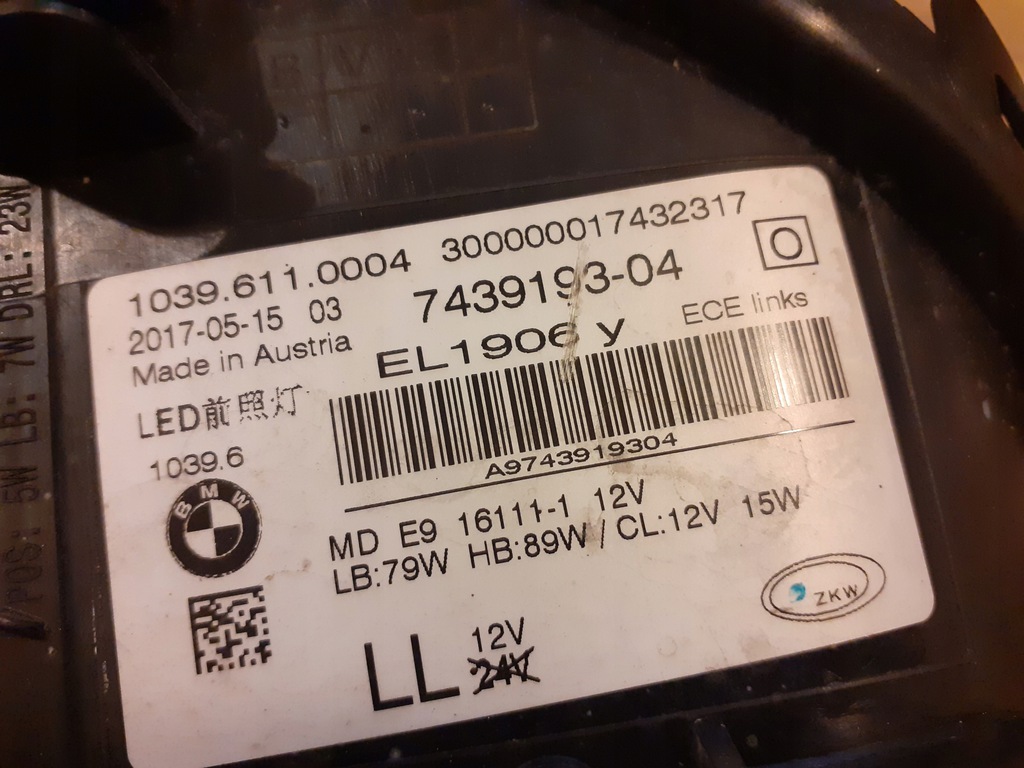 B V
1039.611.0004 300000017432317
2017-05-15 03 7439193-04 O
Made in Austria EL1906 y ECE links
LED前照灯
A9743919304
1039.6
BMW
MD E9 16111-1 12V
LB:79W HB:89W / CL:12V 15W
ZKW
LL 12V
24V
POS: 5W LB: 7W DRL: 23W